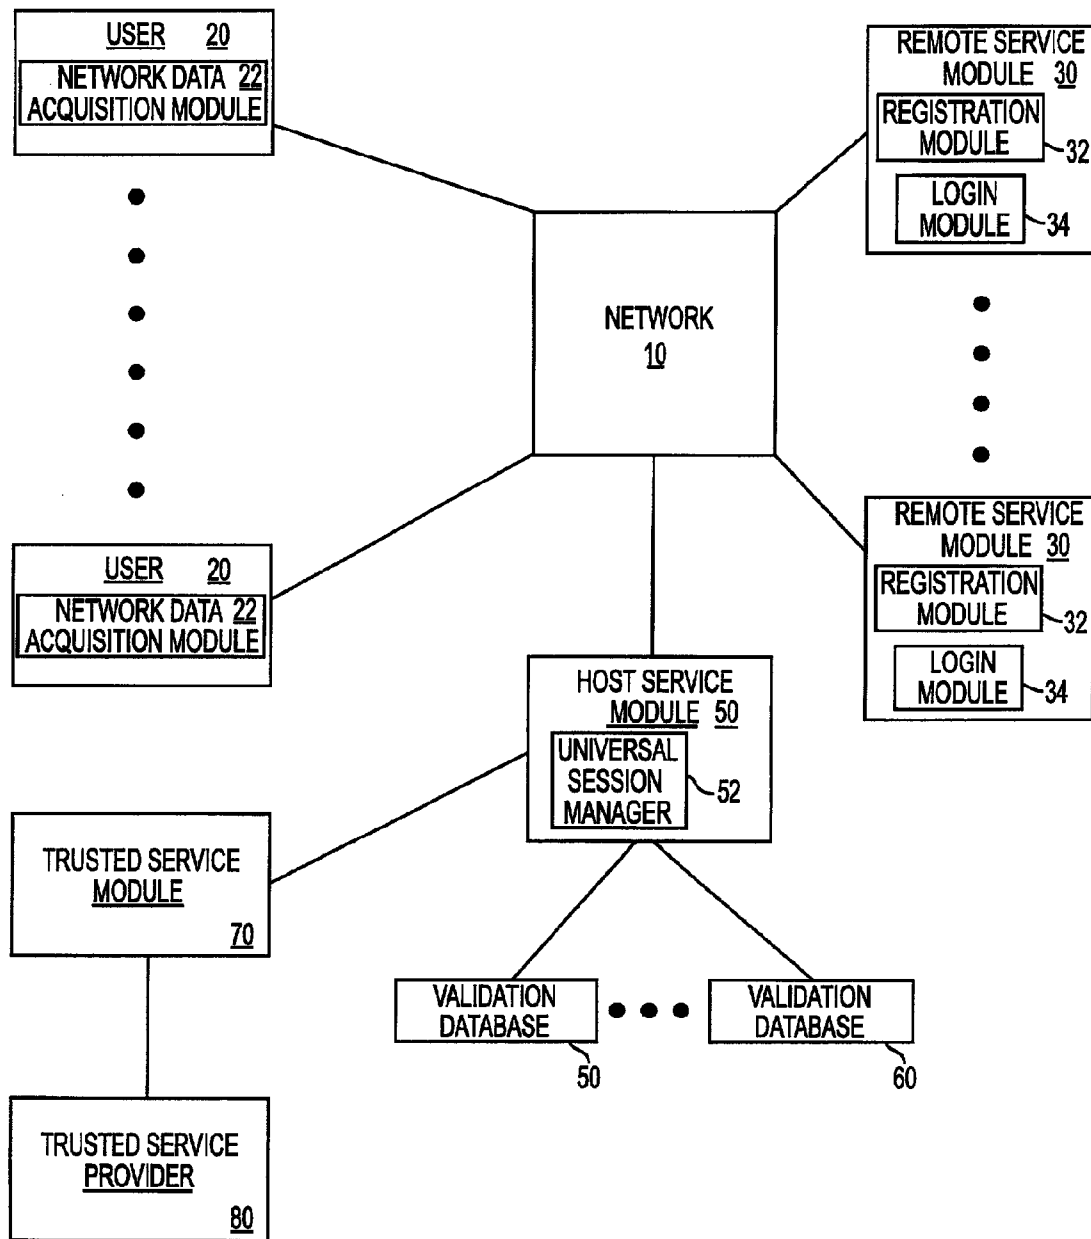 USER 20
NETWORK DATA 22
ACQUISITION MODULE
REMOTE SERVICE
MODULE 30
REGISTRATION
MODULE
32
LOGIN
MODULE
34
NETWORK
10
USER 20
NETWORK DATA 22
ACQUISITION MODULE
REMOTE SERVICE
MODULE 30
REGISTRATION
MODULE
32
LOGIN
MODULE
34
HOST SERVICE
MODULE 50
UNIVERSAL
SESSION
MANAGER
52
TRUSTED SERVICE
MODULE
70
VALIDATION
DATABASE
50
VALIDATION
DATABASE
60
TRUSTED SERVICE
PROVIDER
80